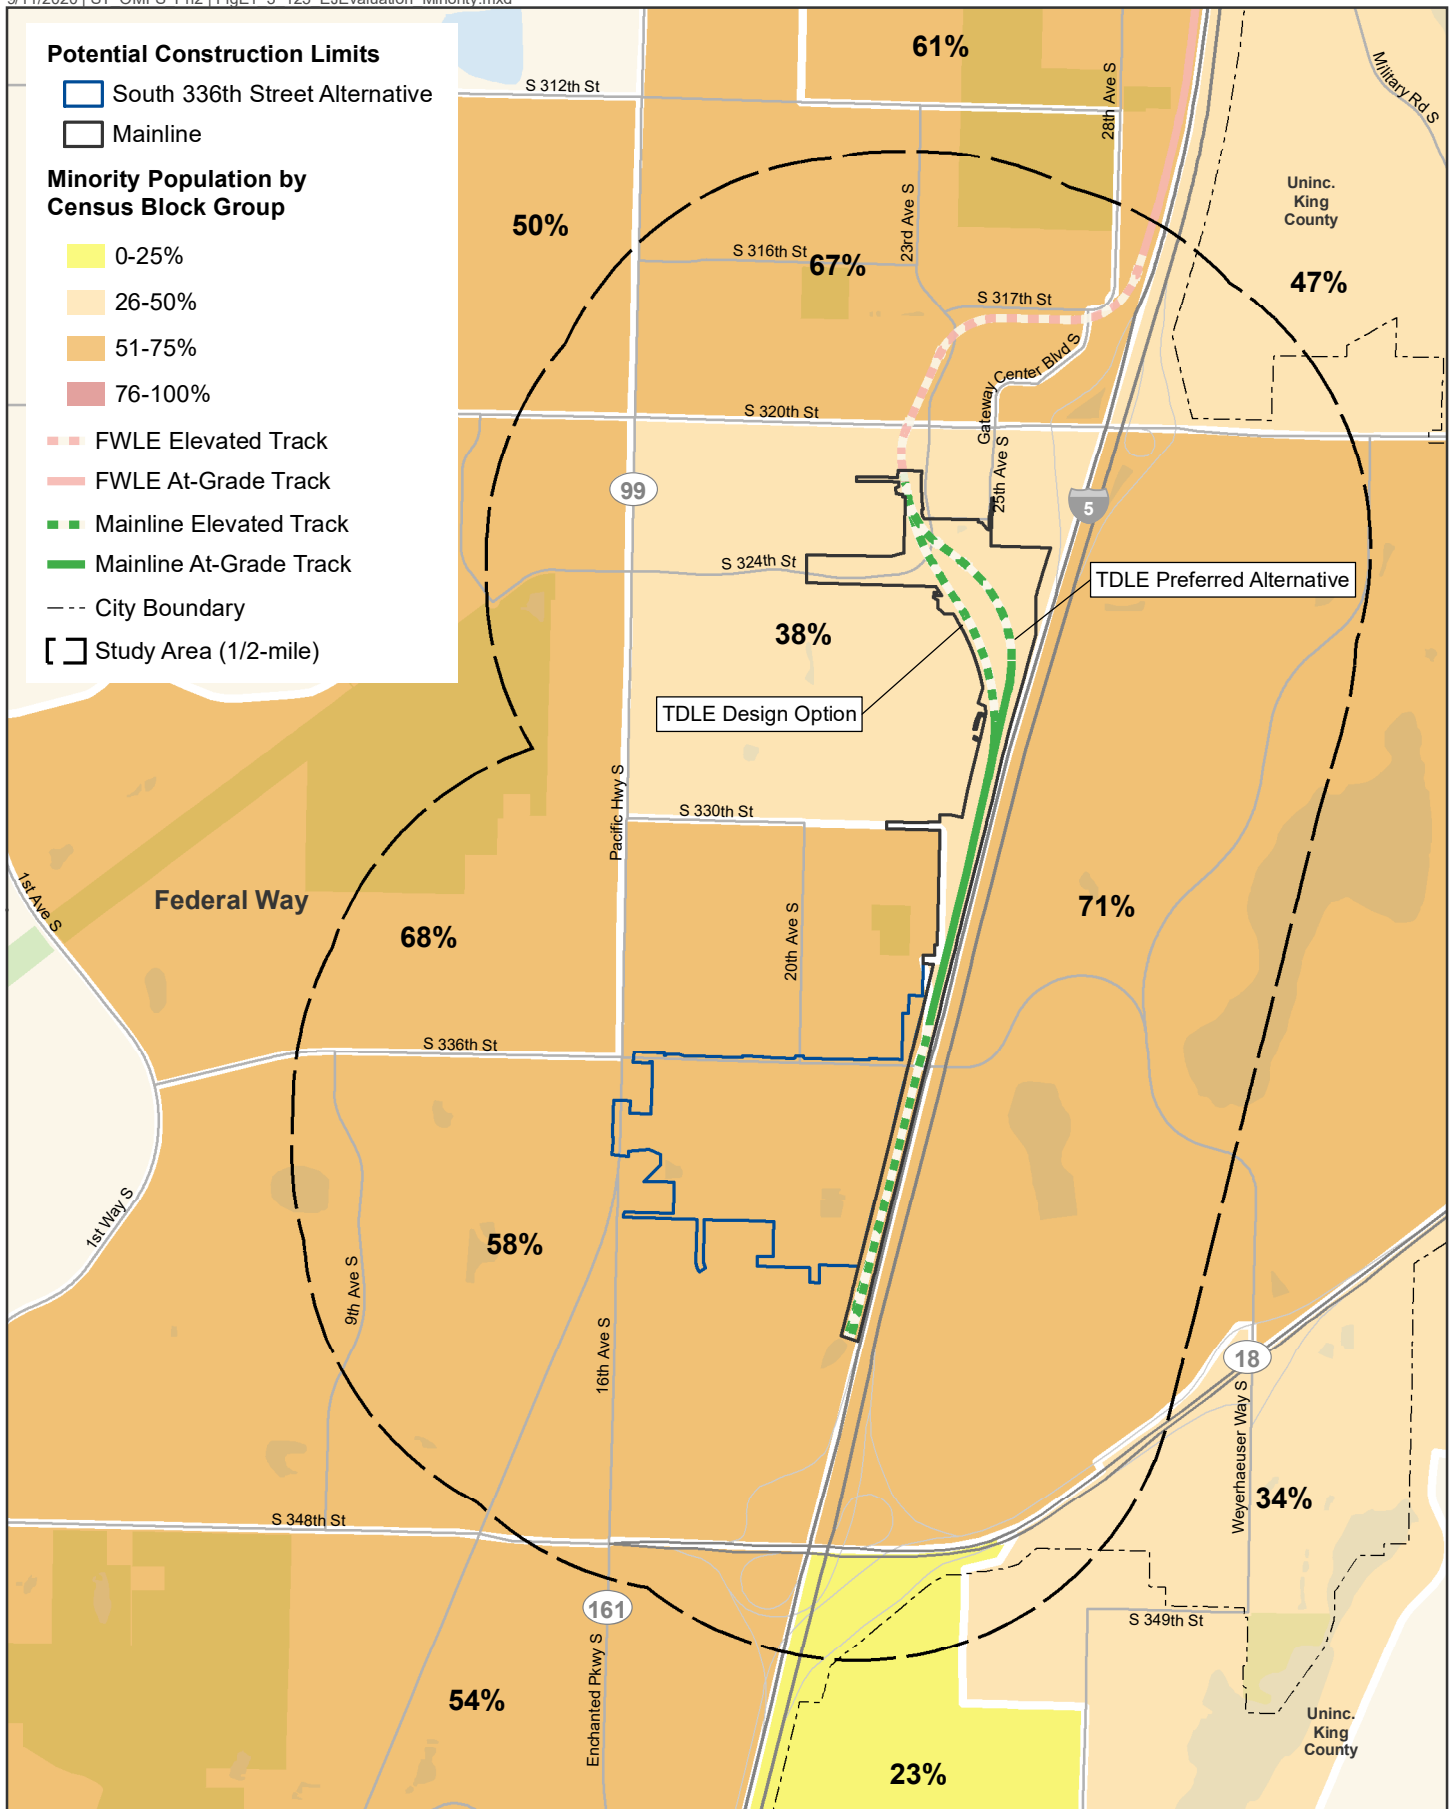 Potential Construction Limits
South 336th Street Alternative
Mainline
Minority Population by
Census Block Group
0-25%
26-50%
51-75%
76-100%
FWLE Elevated Track
FWLE At-Grade Track
Mainline Elevated Track
Mainline At-Grade Track
City Boundary
Study Area (1/2-mile)
61%
S 312th St
28th Ave S
Military Rd S
Uninc.
King
County
50%
23rd Ave S
S 316th St
67%
47%
S 317th St
Gateway Center Blvd S
S 320th St
25th Ave S
99
5
S 324th St
TDLE Preferred Alternative
38%
TDLE Design Option
Pacific Hwy S
S 330th St
1st Ave S
Federal Way
68%
20th Ave S
71%
S 336th St
1st Way S
58%
9th Ave S
16th Ave S
18
Weyerhaeuser Way S
34%
S 348th St
161
S 349th St
Enchanted Pkwy S
54%
23%
Uninc.
King
County